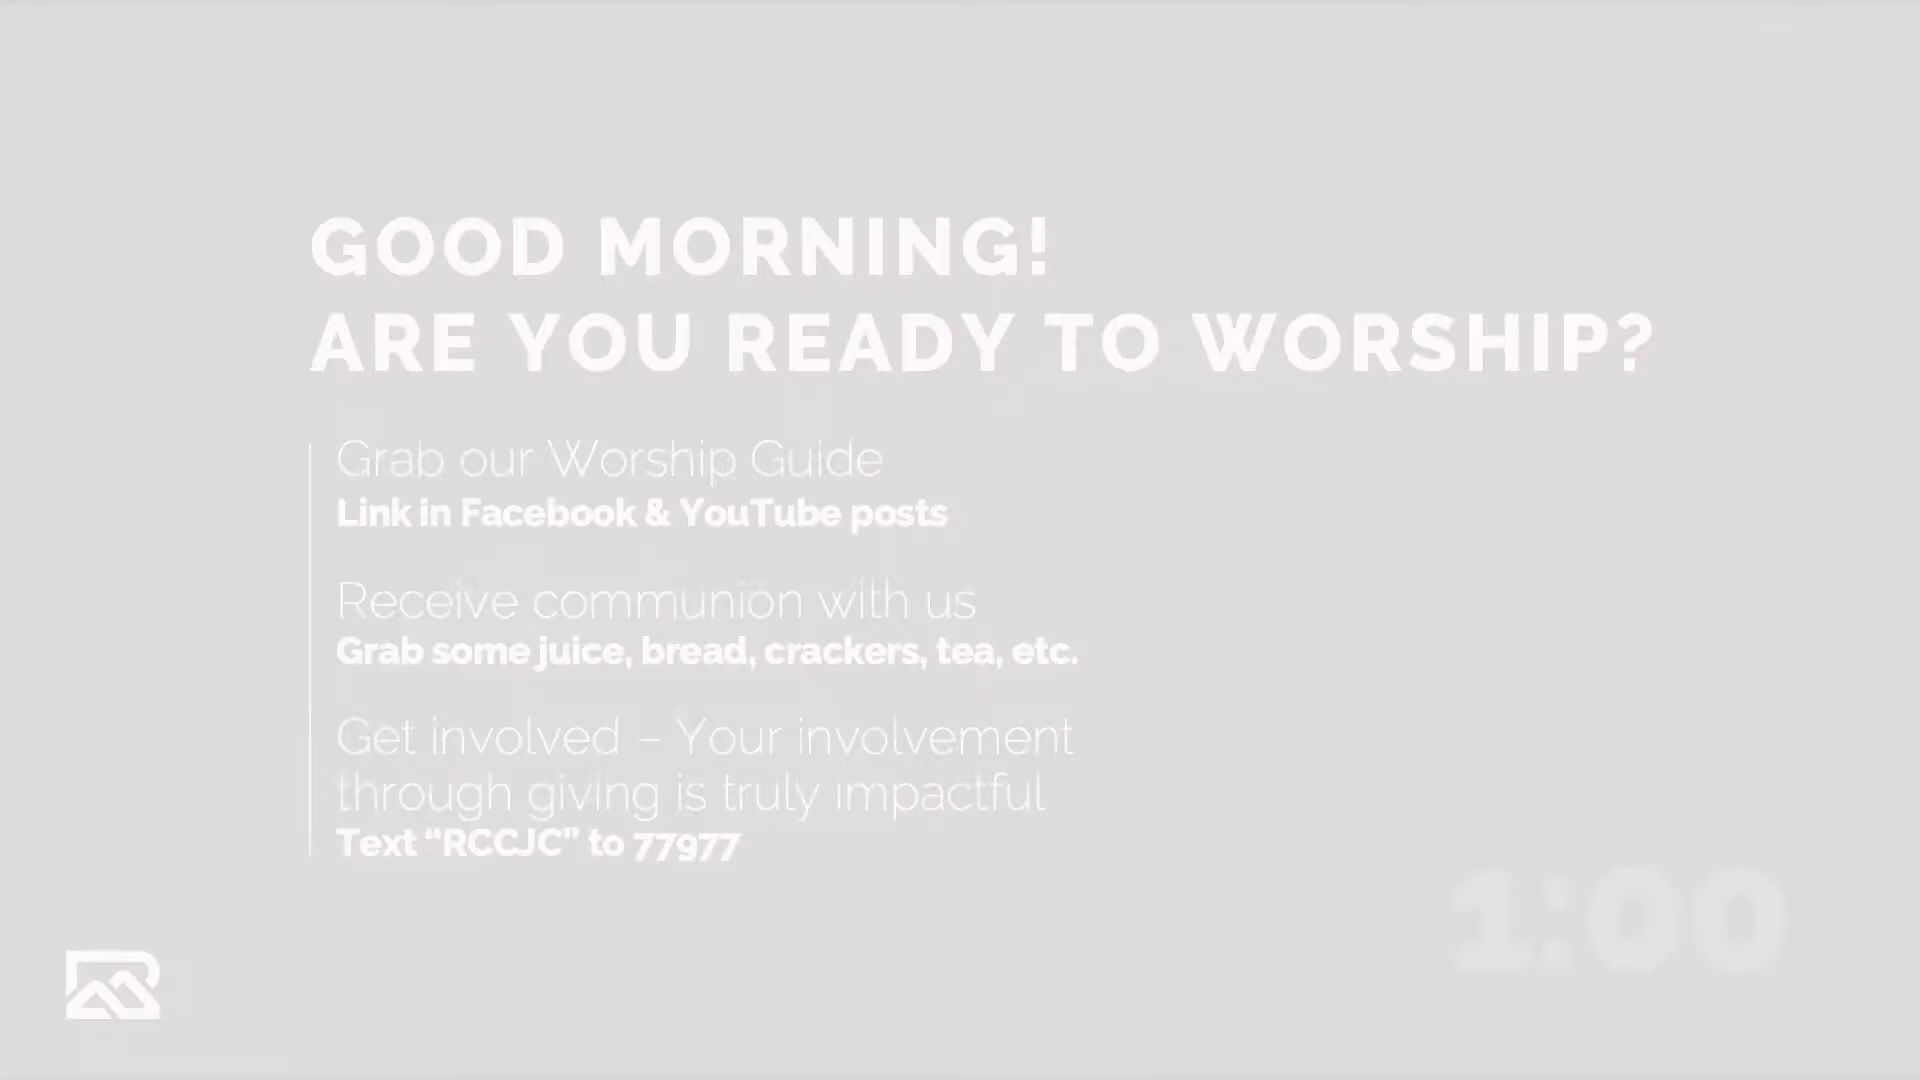 GOOD MORNING!
ARE YOU READY TO WORSHIP?
Grab our Worship Guide
Link in Facebook & YouTube posts
Receive communion with us
Grab some juice, bread, crackers, tea, etc.
Get involved – Your involvement
through giving is truly impactful
Text “RCCJC” to 77977
1:00